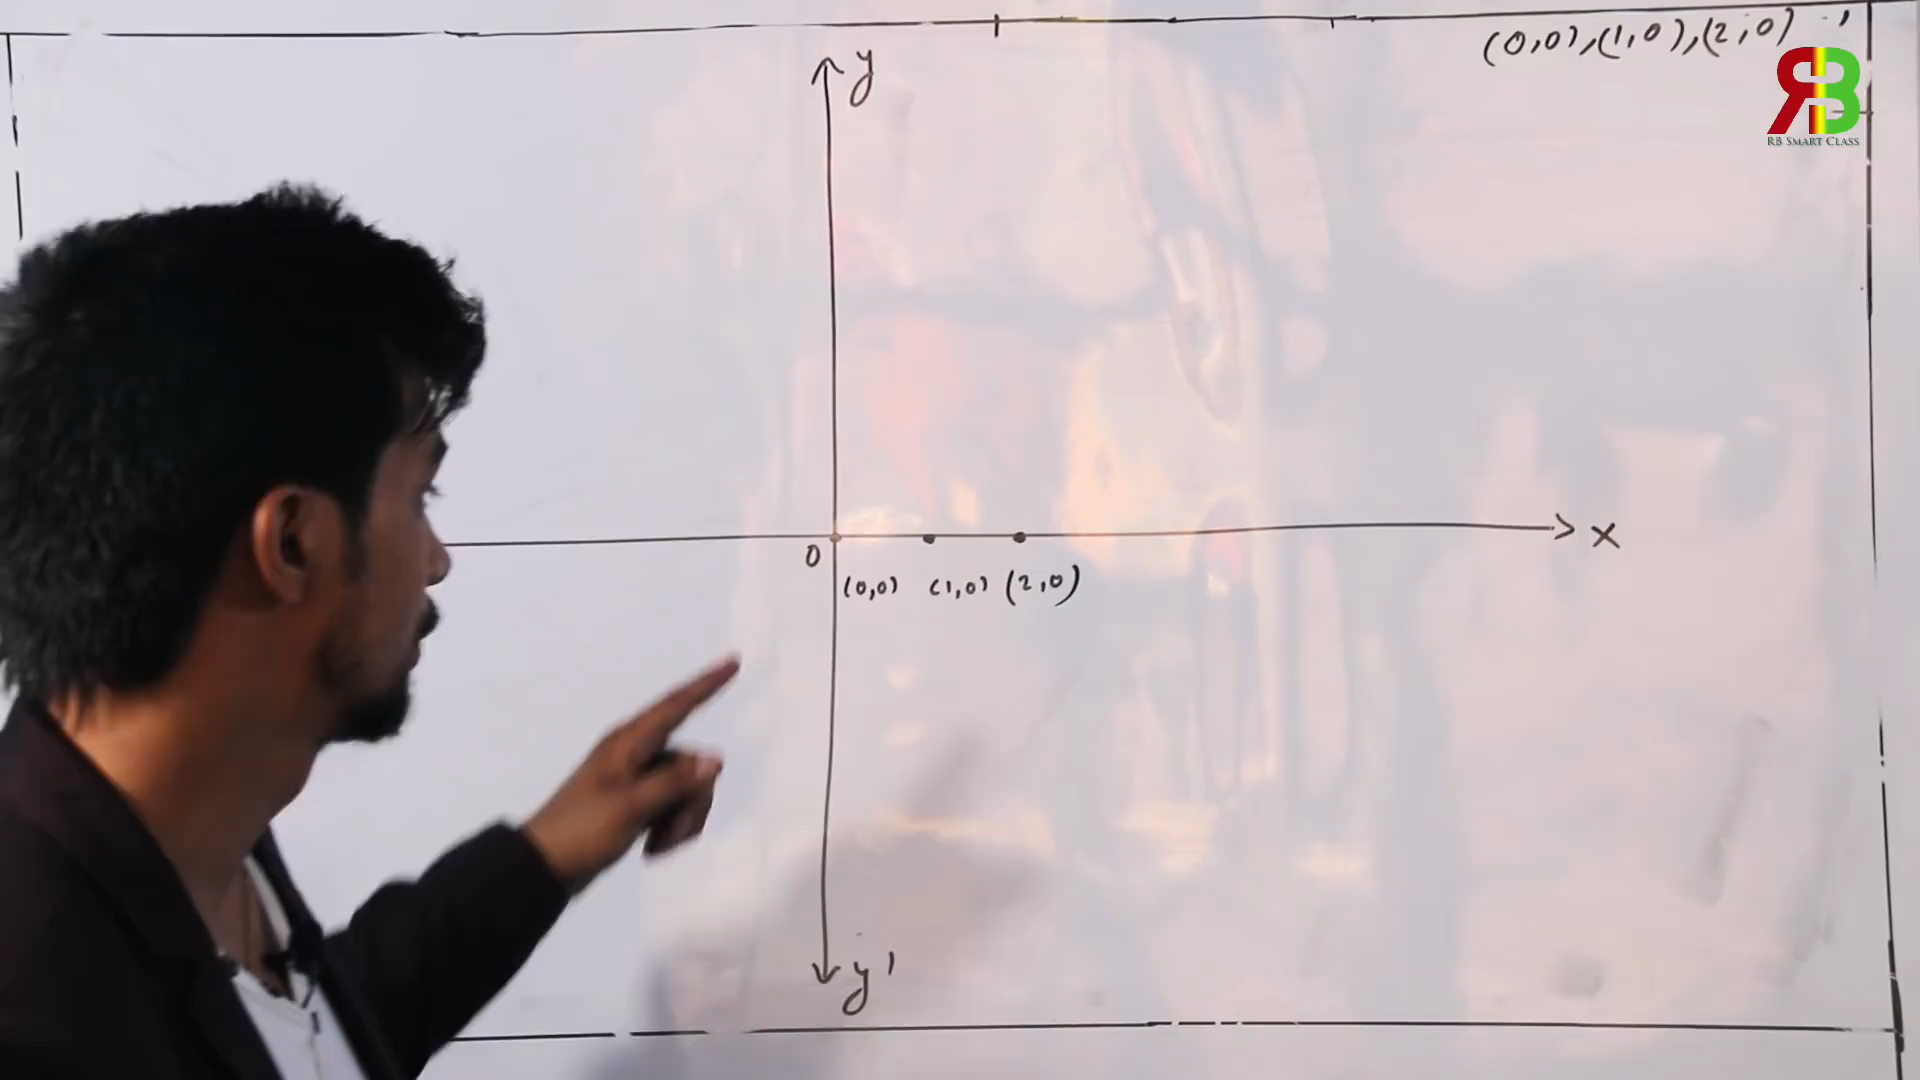 (0,0),(1,0),(2,0)
RB
RB SMART CLASS
y
x
0
(0,0) (1,0) (2,0)
y'